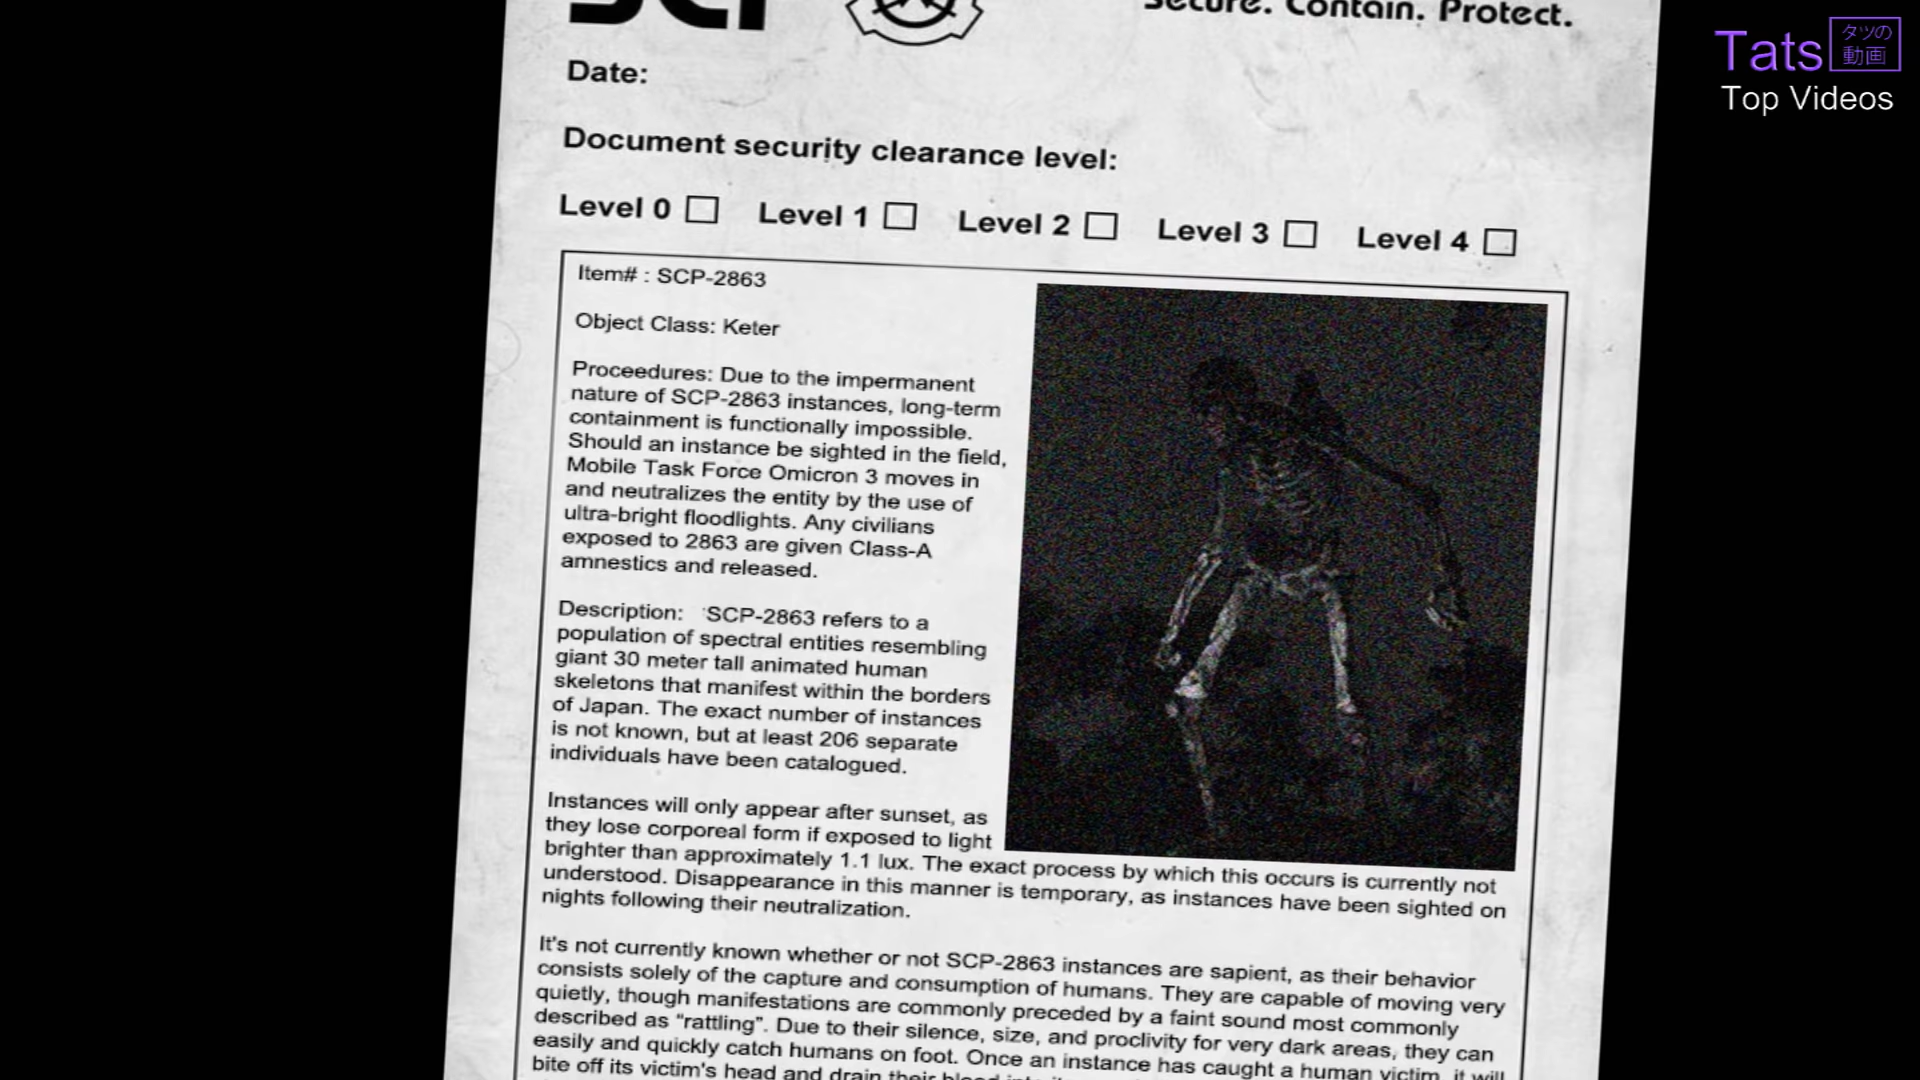 SCP
Secure. Contain. Protect.
Tats タツの
動画
Top Videos
Date:
Document security clearance level:
Level 0 Level 1 Level 2 Level 3 Level 4
Item# : SCP-2863
Object Class: Keter
Proceedures: Due to the impermanent
nature of SCP-2863 instances, long-term
containment is functionally impossible.
Should an instance be sighted in the field,
Mobile Task Force Omicron 3 moves in
and neutralizes the entity by the use of
ultra-bright floodlights. Any civilians
exposed to 2863 are given Class-A
amnestics and released.
Description: SCP-2863 refers to a
population of spectral entities resembling
giant 30 meter tall animated human
skeletons that manifest within the borders
of Japan. The exact number of instances
is not known, but at least 206 separate
individuals have been catalogued.
Instances will only appear after sunset, as
they lose corporeal form if exposed to light
brighter than approximately 1.1 lux. The exact process by which this occurs is currently not
understood. Disappearance in this manner is temporary, as instances have been sighted on
nights following their neutralization.
It's not currently known whether or not SCP-2863 instances are sapient, as their behavior
consists solely of the capture and consumption of humans. They are capable of moving very
quietly, though manifestations are commonly preceded by a faint sound most commonly
described as “rattling”. Due to their silence, size, and proclivity for very dark areas, they can
easily and quickly catch humans on foot. Once an instance has caught a human victim, it will
bite off its victim's head and drain their blood into